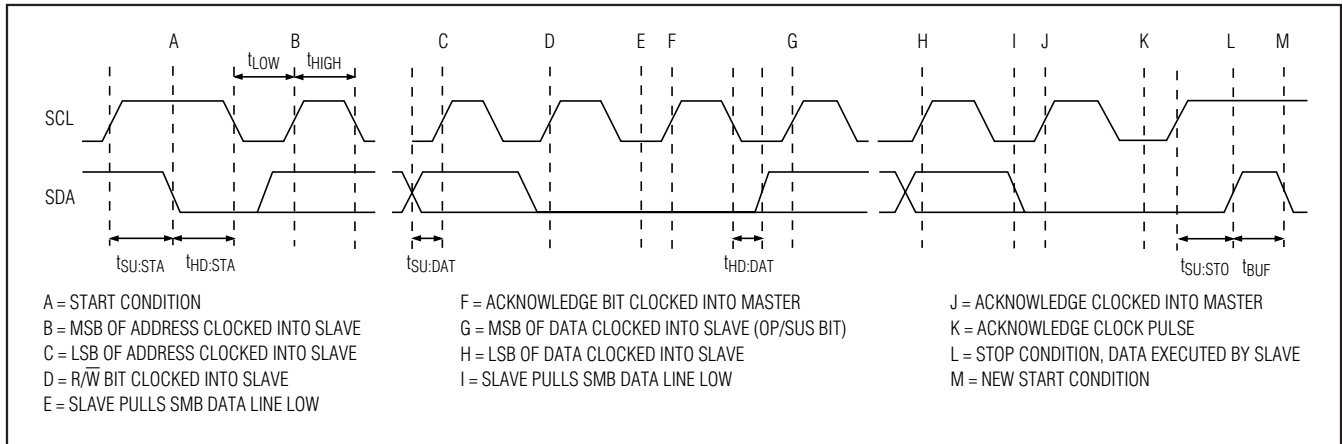 A B C D E F G H I J K L M
tLOW tHIGH
SCL
SDA
tSU:STA tHD:STA tSU:DAT tHD:DAT tSU:STO tBUF
A = START CONDITION
B = MSB OF ADDRESS CLOCKED INTO SLAVE
C = LSB OF ADDRESS CLOCKED INTO SLAVE
D = R/W̅ BIT CLOCKED INTO SLAVE
E = SLAVE PULLS SMB DATA LINE LOW
F = ACKNOWLEDGE BIT CLOCKED INTO MASTER
G = MSB OF DATA CLOCKED INTO SLAVE (OP/SUS BIT)
H = LSB OF DATA CLOCKED INTO SLAVE
I = SLAVE PULLS SMB DATA LINE LOW
J = ACKNOWLEDGE CLOCKED INTO MASTER
K = ACKNOWLEDGE CLOCK PULSE
L = STOP CONDITION, DATA EXECUTED BY SLAVE
M = NEW START CONDITION